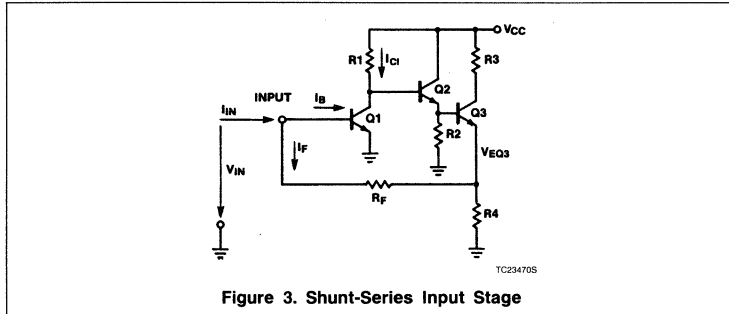 VCC
R1
ICI
R3
Q2
INPUT
IB
IIN
Q1
Q3
R2
IF
VEQ3
VIN
RF
R4
TC23470S
Figure 3. Shunt-Series Input Stage